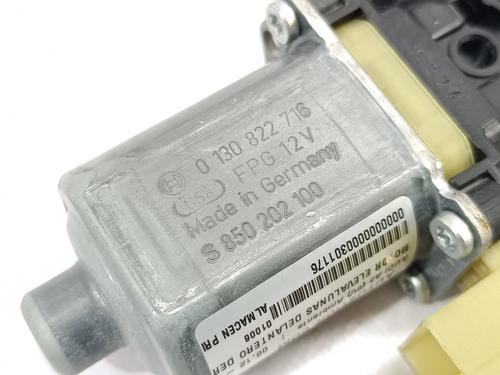 0 130 822 716
FPG 12V
Made in Germany
S 850 202 100
000000000000301176
MOTOR ELEVALUNAS DELANTERO DER
01006
ALMACEN PRI